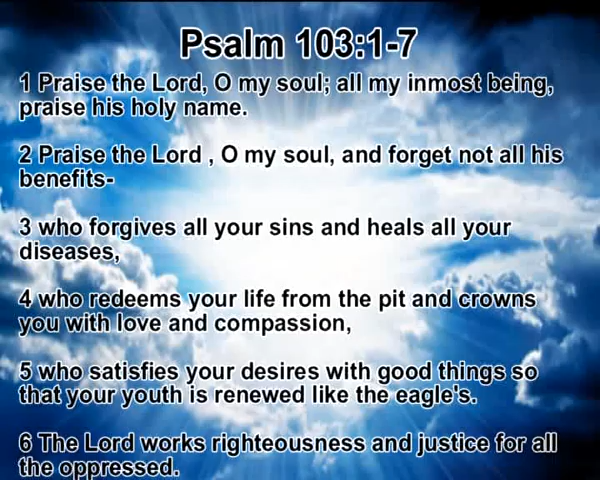 Psalm 103:1-7
1 Praise the Lord, O my soul; all my inmost being,
praise his holy name.
2 Praise the Lord , O my soul, and forget not all his
benefits-
3 who forgives all your sins and heals all your
diseases,
4 who redeems your life from the pit and crowns
you with love and compassion,
5 who satisfies your desires with good things so
that your youth is renewed like the eagle's.
6 The Lord works righteousness and justice for all
the oppressed.